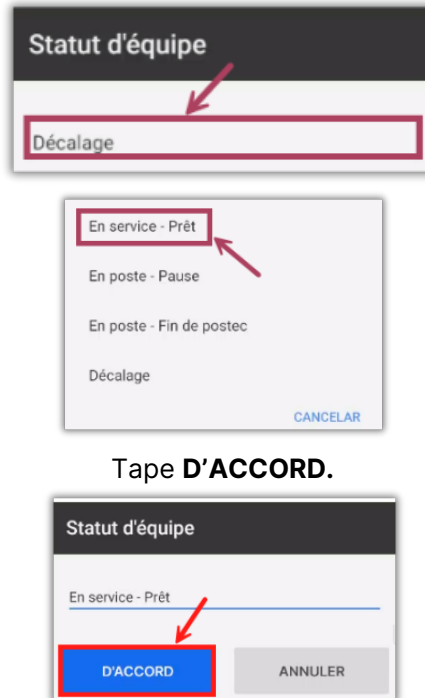 Statut d'équipe
Décalage
En service - Prêt
En poste - Pause
En poste - Fin de postec
Décalage
CANCELAR
Tape D’ACCORD.
Statut d'équipe
En service - Prêt
D'ACCORD ANNULER